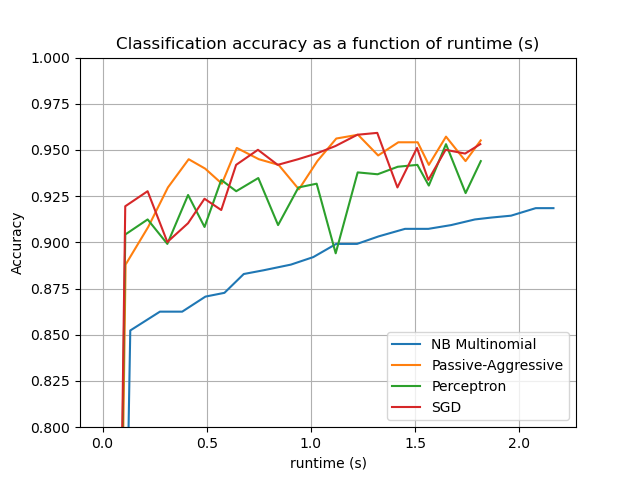 Classification accuracy as a function of runtime (s)
1.000
0.975
0.950
0.925
0.900
0.875
0.850
0.825
0.800
Accuracy
NB Multinomial
Passive-Aggressive
Perceptron
SGD
0.0 0.5 1.0 1.5 2.0
runtime (s)